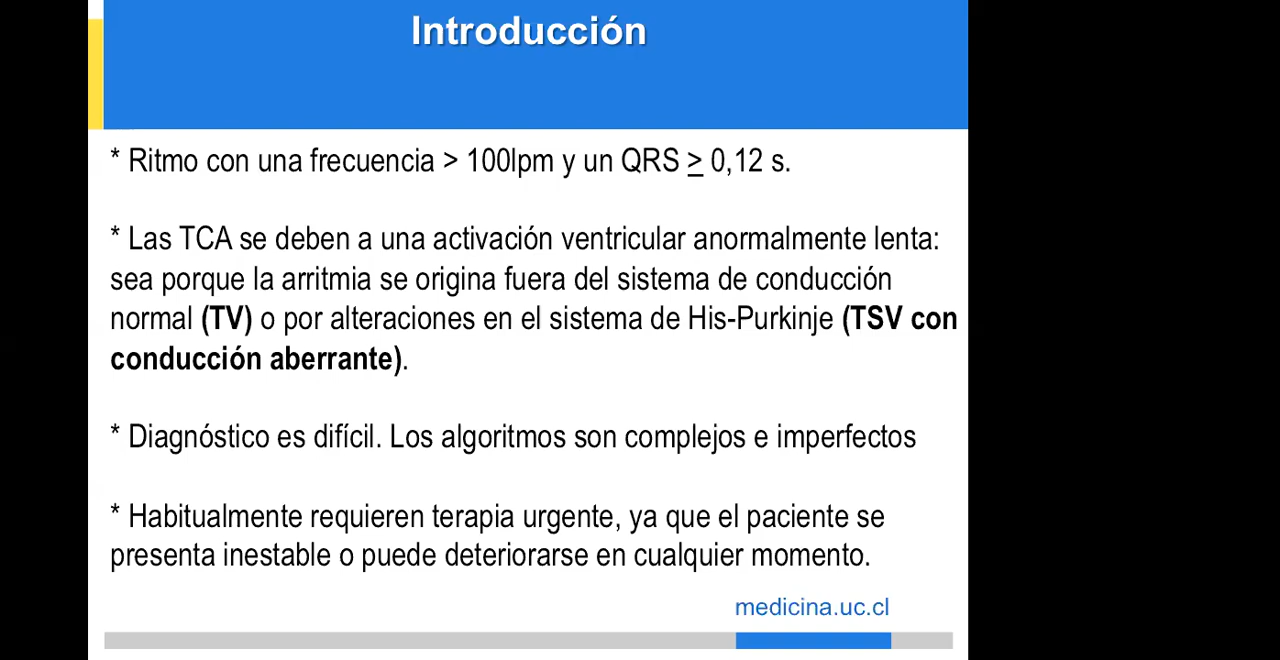 Introducción
* Ritmo con una frecuencia > 100lpm y un QRS ≥ 0,12 s.
* Las TCA se deben a una activación ventricular anormalmente lenta:
sea porque la arritmia se origina fuera del sistema de conducción
normal (TV) o por alteraciones en el sistema de His-Purkinje (TSV con
conducción aberrante).
* Diagnóstico es difícil. Los algoritmos son complejos e imperfectos
* Habitualmente requieren terapia urgente, ya que el paciente se
presenta inestable o puede deteriorarse en cualquier momento.
medicina.uc.cl